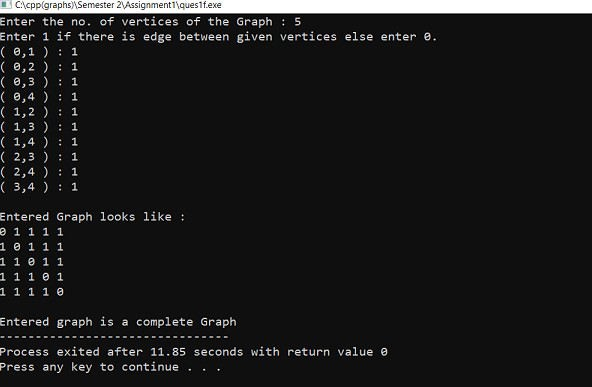 C:\cpp(graphs)\Semester 2\Assignment1\ques1f.exe
Enter the no. of vertices of the Graph : 5
Enter 1 if there is edge between given vertices else enter 0.
( 0,1 ) : 1
( 0,2 ) : 1
( 0,3 ) : 1
( 0,4 ) : 1
( 1,2 ) : 1
( 1,3 ) : 1
( 1,4 ) : 1
( 2,3 ) : 1
( 2,4 ) : 1
( 3,4 ) : 1
Entered Graph looks like :
0 1 1 1 1
1 0 1 1 1
1 1 0 1 1
1 1 1 0 1
1 1 1 1 0
Entered graph is a complete Graph
--------------------------------
Process exited after 11.85 seconds with return value 0
Press any key to continue . . .